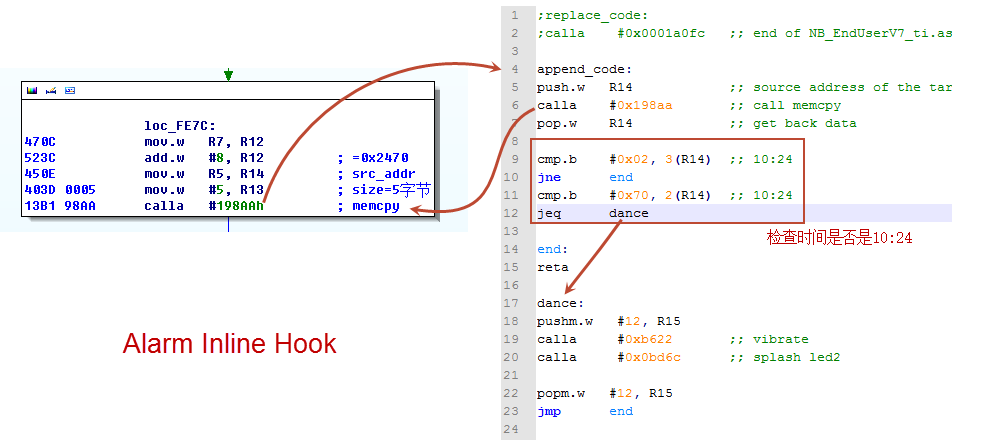 loc_FE7C:
470C mov.w R7, R12
523C add.w #8, R12 ; =0x2470
450E mov.w R5, R14 ; src_addr
403D 0005 mov.w #5, R13 ; size=5字节
13B1 98AA calla #198AAh ; memcpy
Alarm Inline Hook
1 ;replace_code:
2 ;calla #0x0001a0fc ;; end of NB_EndUserV7_ti.as
3
4 append_code:
5 push.w R14 ;; source address of the tar
6 calla #0x198aa ;; call memcpy
7 pop.w R14 ;; get back data
8
9 cmp.b #0x02, 3(R14) ;; 10:24
10 jne end
11 cmp.b #0x70, 2(R14) ;; 10:24
12 jeq dance
13
检查时间是否是10:24
14 end:
15 reta
16
17 dance:
18 pushm.w #12, R15
19 calla #0xb622 ;; vibrate
20 calla #0x0bd6c ;; splash led2
21
22 popm.w #12, R15
23 jmp end
24